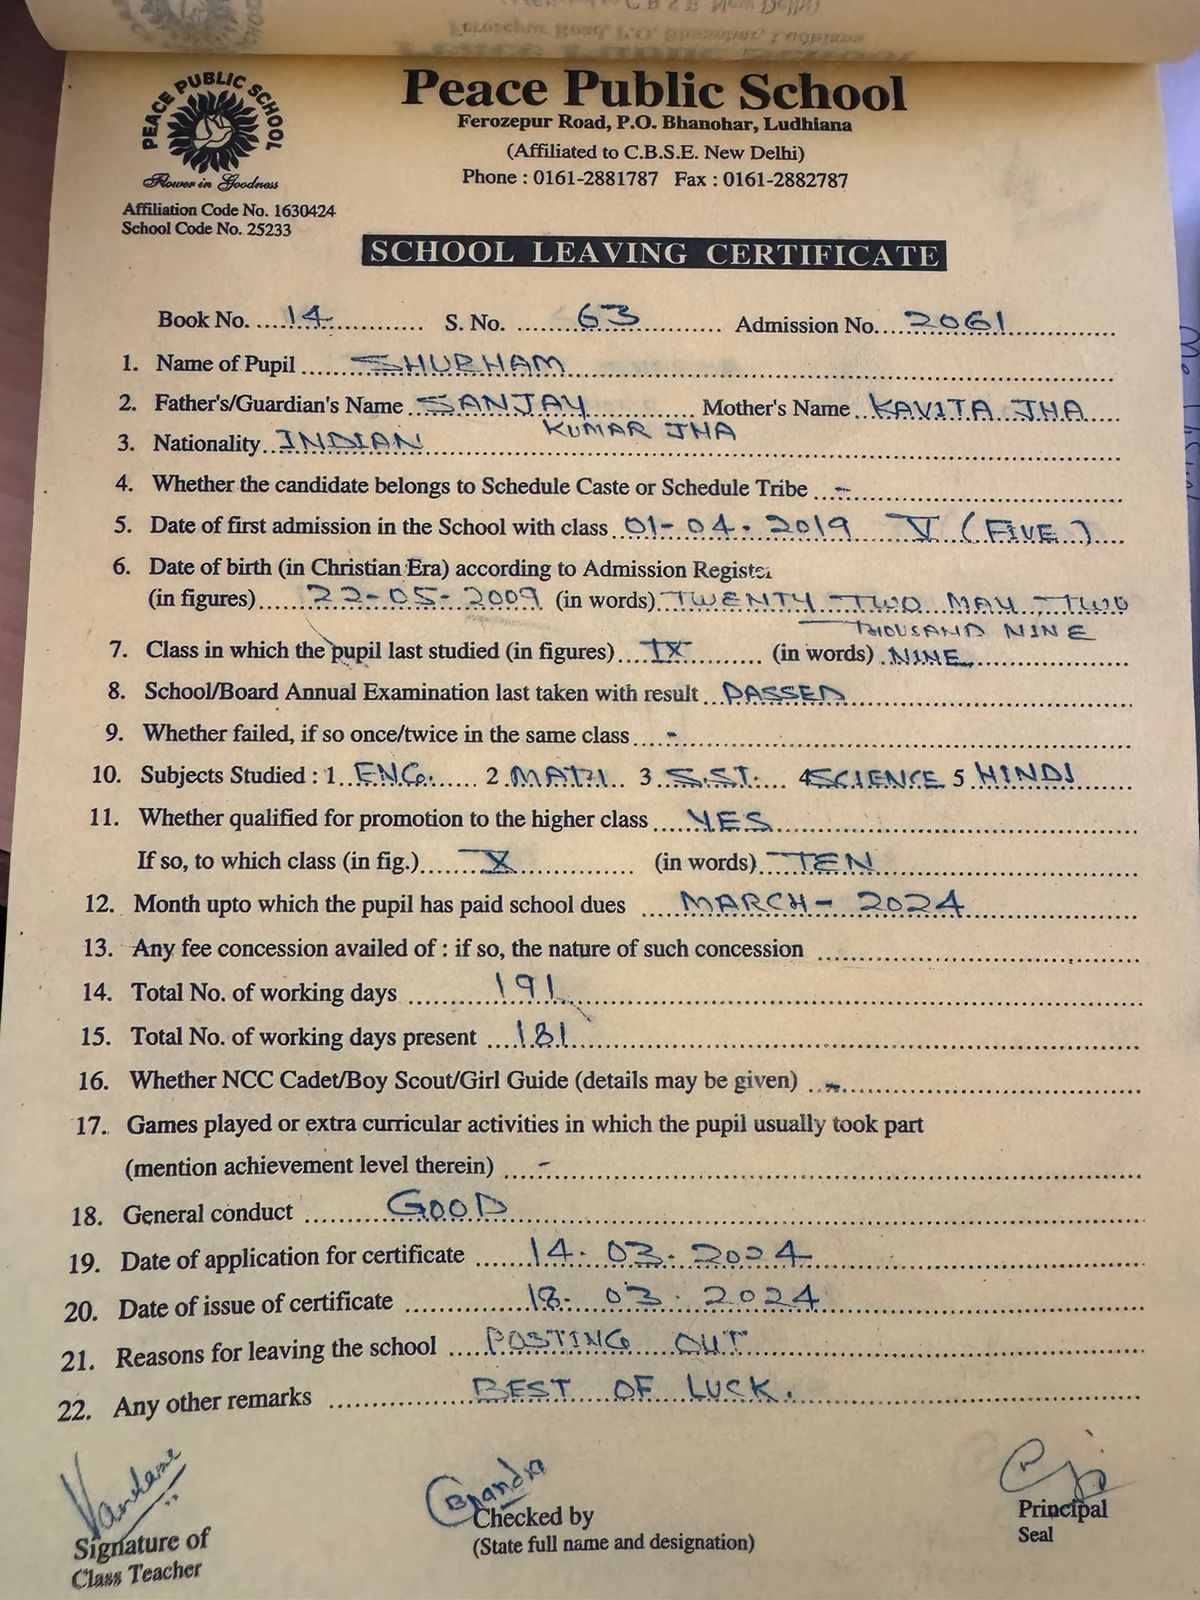 PEACE PUBLIC SCHOOL
Flower in Goodness
Affiliation Code No. 1630424
School Code No. 25233
Peace Public School
Ferozepur Road, P.O. Bhanohar, Ludhiana
(Affiliated to C.B.S.E. New Delhi)
Phone : 0161-2881787 Fax : 0161-2882787
SCHOOL LEAVING CERTIFICATE
Book No. 14 S. No. 63 Admission No. 2061
1. Name of Pupil SHUBHAM
2. Father's/Guardian's Name SANJAY Mother's Name KAVITA JHA
KUMAR JHA
3. Nationality INDIAN
4. Whether the candidate belongs to Schedule Caste or Schedule Tribe -
5. Date of first admission in the School with class 01-04-2019 V (FIVE)
6. Date of birth (in Christian Era) according to Admission Register
(in figures) 22-05-2009 (in words) TWENTY-TWO MAY TWO
THOUSAND NINE
7. Class in which the pupil last studied (in figures) IX (in words) NINE
8. School/Board Annual Examination last taken with result PASSED
9. Whether failed, if so once/twice in the same class -
10. Subjects Studied : 1 ENG. 2 MATH 3 S.ST. 4 SCIENCE 5 HINDI
11. Whether qualified for promotion to the higher class YES
If so, to which class (in fig.) X (in words) TEN
12. Month upto which the pupil has paid school dues MARCH - 2024
13. Any fee concession availed of : if so, the nature of such concession
14. Total No. of working days 191
15. Total No. of working days present 181
16. Whether NCC Cadet/Boy Scout/Girl Guide (details may be given) -
17. Games played or extra curricular activities in which the pupil usually took part
(mention achievement level therein) -
18. General conduct GOOD
19. Date of application for certificate 14.03.2024
20. Date of issue of certificate 18.03.2024
21. Reasons for leaving the school POSTING OUT
22. Any other remarks BEST OF LUCK.
Signature of
Class Teacher
Checked by
(State full name and designation)
Principal
Seal